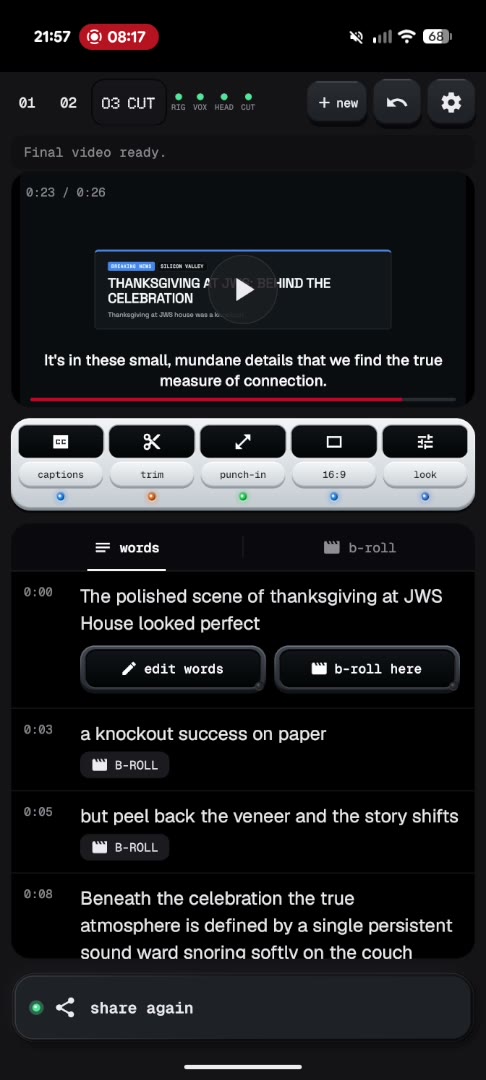 21:57
08:17
68
01
02
03 CUT
RIG
VOX
HEAD
CUT
+ new
Final video ready.
0:23 / 0:26
BREAKING NEWS
SILICON VALLEY
THANKSGIVING AT JWS: BEHIND THE
CELEBRATION
Thanksgiving at JWS house was a
It's in these small, mundane details that we find the true
measure of connection.
CC
captions
trim
punch-in
16:9
look
words
b-roll
0:00
The polished scene of thanksgiving at JWS
House looked perfect
edit words
b-roll here
0:03
a knockout success on paper
B-ROLL
0:05
but peel back the veneer and the story shifts
B-ROLL
0:08
Beneath the celebration the true
atmosphere is defined by a single persistent
sound ward snoring softly on the couch
share again